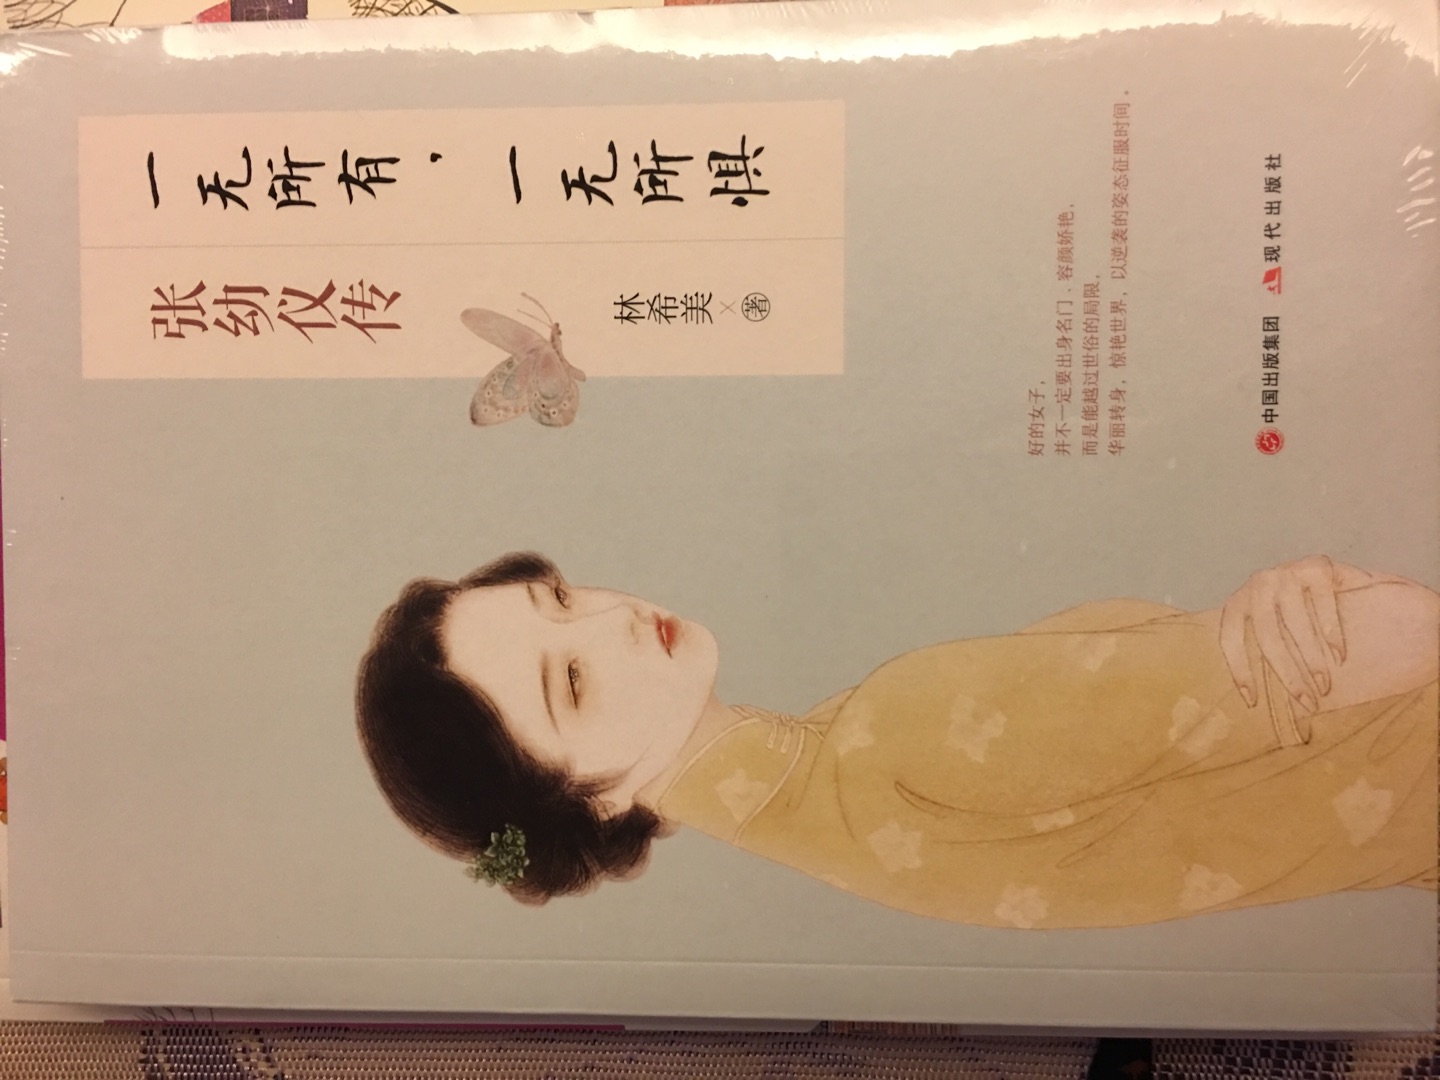 一无所有，一无所惧
张幼仪传
林希美×著
好的女子，
并不一定要出身名门、容颜娇艳，
而是能越过世俗的局限，
华丽转身，惊艳世界，以逆袭的姿态征服时间。
中国出版集团 现代出版社